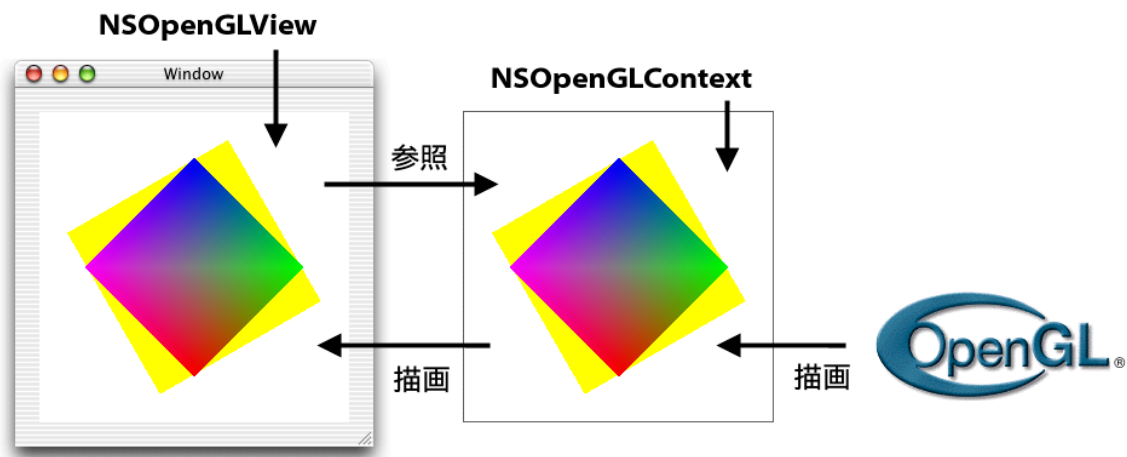 NSOpenGLView
Window
NSOpenGLContext
参照
描画
描画
OpenGL®